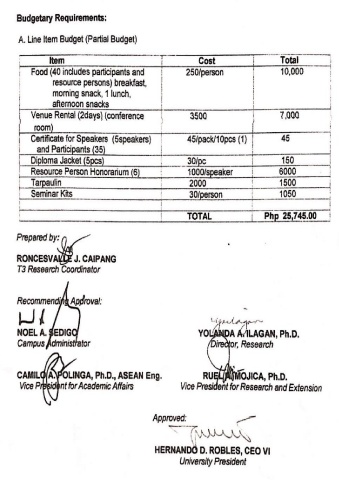 Budgetary Requirements:
A. Line Item Budget (Partial Budget)
Item Cost Total
Food (40 includes participants and 250/person 10,000
resource persons) breakfast,
morning snack, 1 lunch,
afternoon snacks
Venue Rental (2days) (conference 3500 7,000
room)
Certificate for Speakers (5speakers) 45/pack/10pcs (1) 45
and Participants (35)
Diploma Jacket (5pcs) 30/pc 150
Resource Person Honorarium (6) 1000/speaker 6000
Tarpaulin 2000 1500
Seminar Kits 30/person 1050
TOTAL Php 25,745.00
Prepared by:
RONCESVALLE J. CAIPANG
T3 Research Coordinator
Recommending Approval:
NOEL A. SEDIGO YOLANDA A. ILAGAN, Ph.D.
Campus Administrator Director, Research
CAMILO A. POLINGA, Ph.D., ASEAN Eng. MOJICA, Ph.D.
Vice President for Academic Affairs Vice President for Research and Extension
Approved:
HERNANDO D. ROBLES, CEO VI
University President